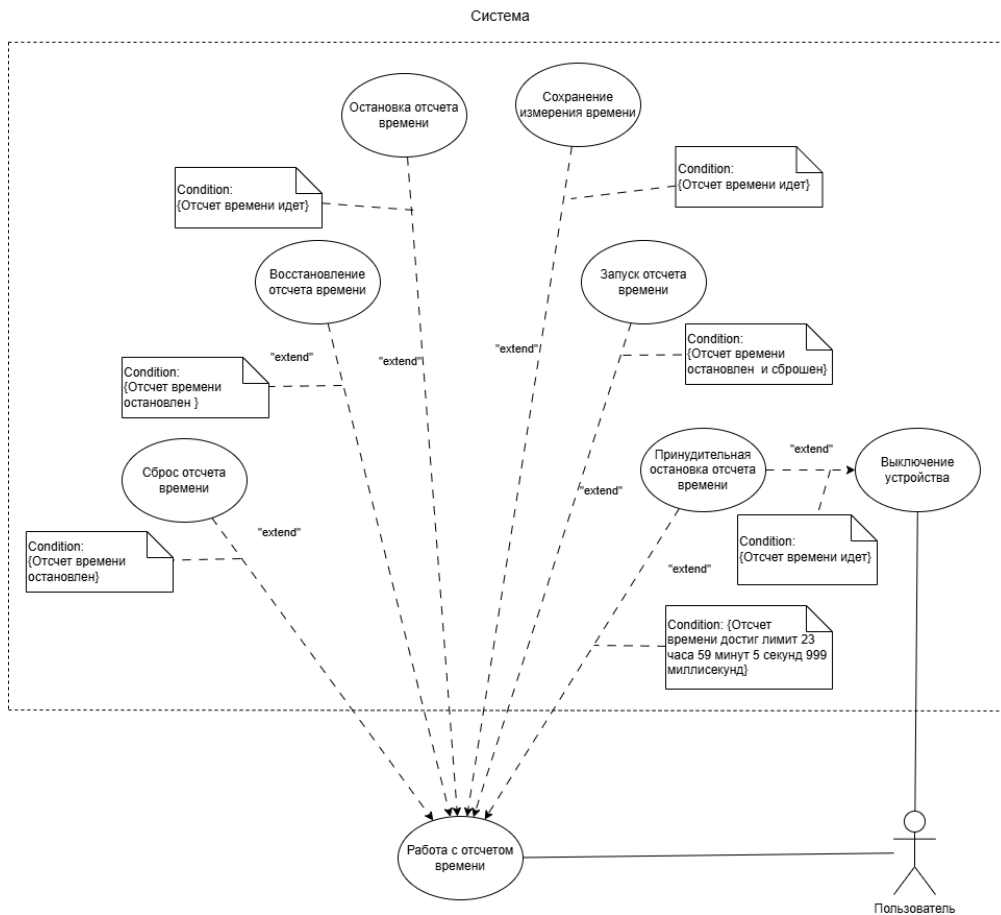 Система
Остановка отсчета
времени
Сохранение
измерения времени
Condition:
{Отсчет времени идет}
Condition:
{Отсчет времени идет}
Восстановление
отсчета времени
Запуск отсчета
времени
"extend"
"extend"
"extend"
Condition:
{Отсчет времени
остановлен и сброшен}
Condition:
{Отсчет времени
остановлен }
Сброс отсчета
времени
Принудительная
остановка отсчета
времени
"extend"
Выключение
устройства
"extend"
"extend"
Condition:
{Отсчет времени
остановлен}
Condition:
{Отсчет времени идет}
"extend"
Condition: {Отсчет
времени достиг лимит 23
часа 59 минут 5 секунд 999
миллисекунд}
Работа с отсчетом
времени
Пользователь